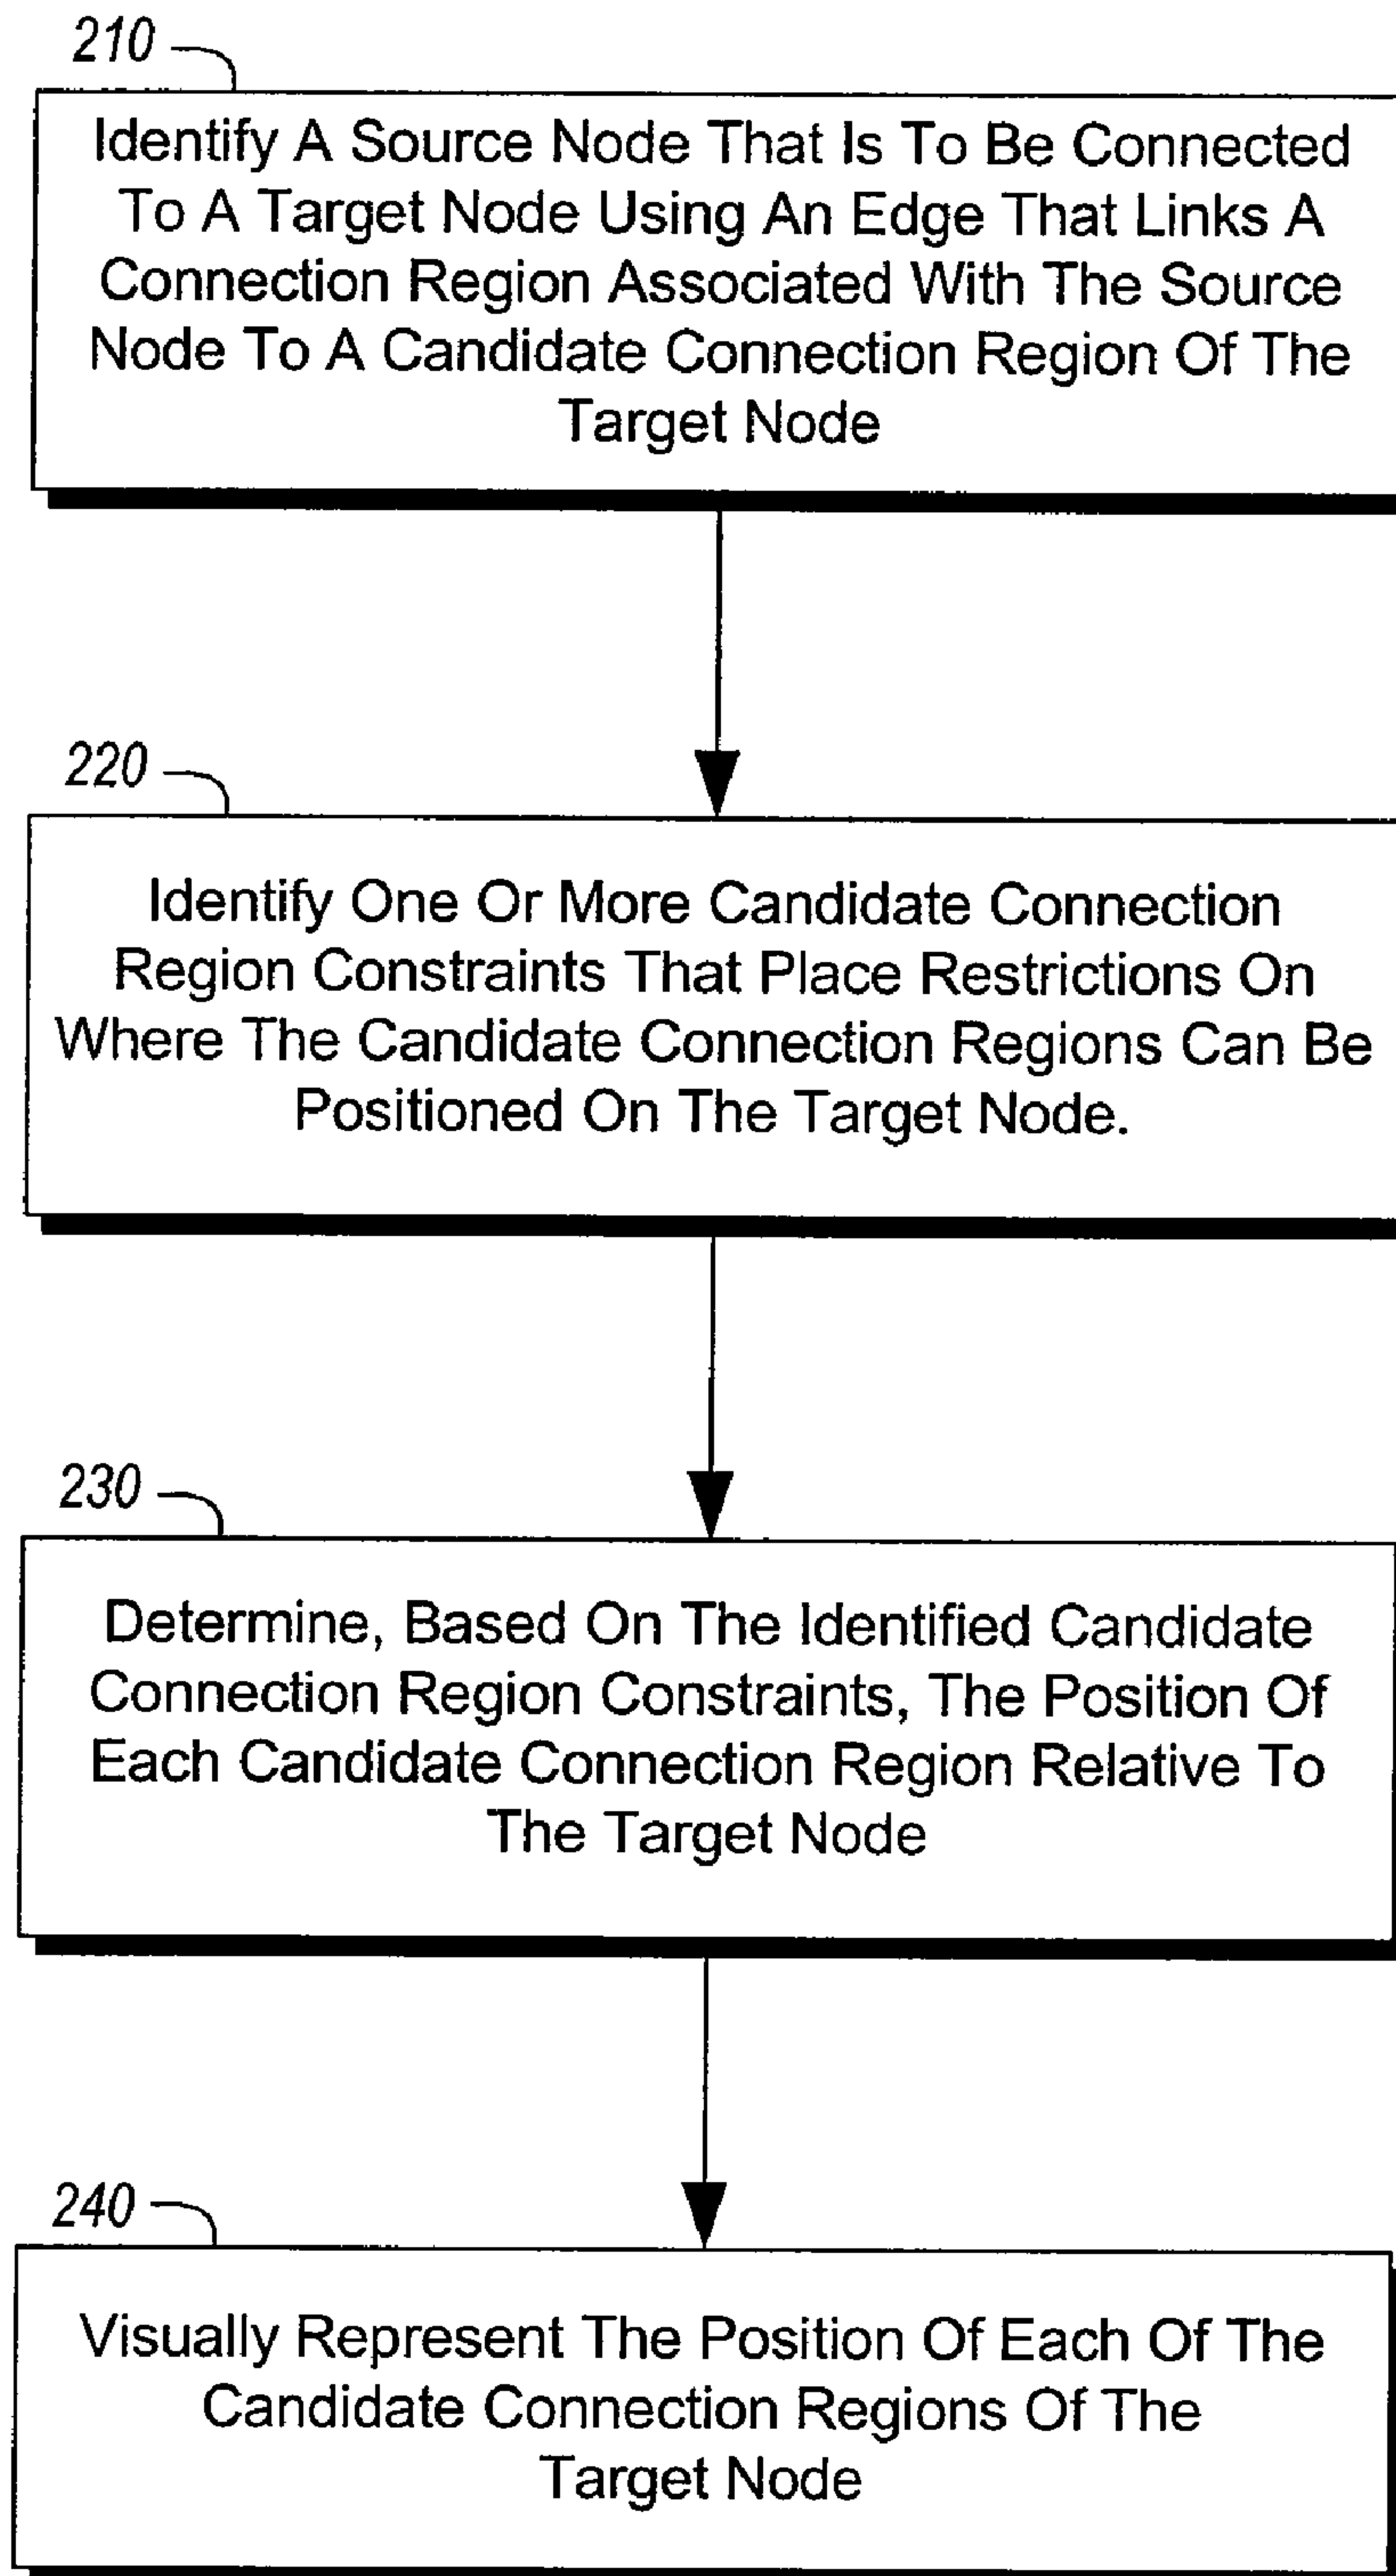 210
Identify A Source Node That Is To Be Connected
To A Target Node Using An Edge That Links A
Connection Region Associated With The Source
Node To A Candidate Connection Region Of The
Target Node
220
Identify One Or More Candidate Connection
Region Constraints That Place Restrictions On
Where The Candidate Connection Regions Can Be
Positioned On The Target Node.
230
Determine, Based On The Identified Candidate
Connection Region Constraints, The Position Of
Each Candidate Connection Region Relative To
The Target Node
240
Visually Represent The Position Of Each Of The
Candidate Connection Regions Of The
Target Node